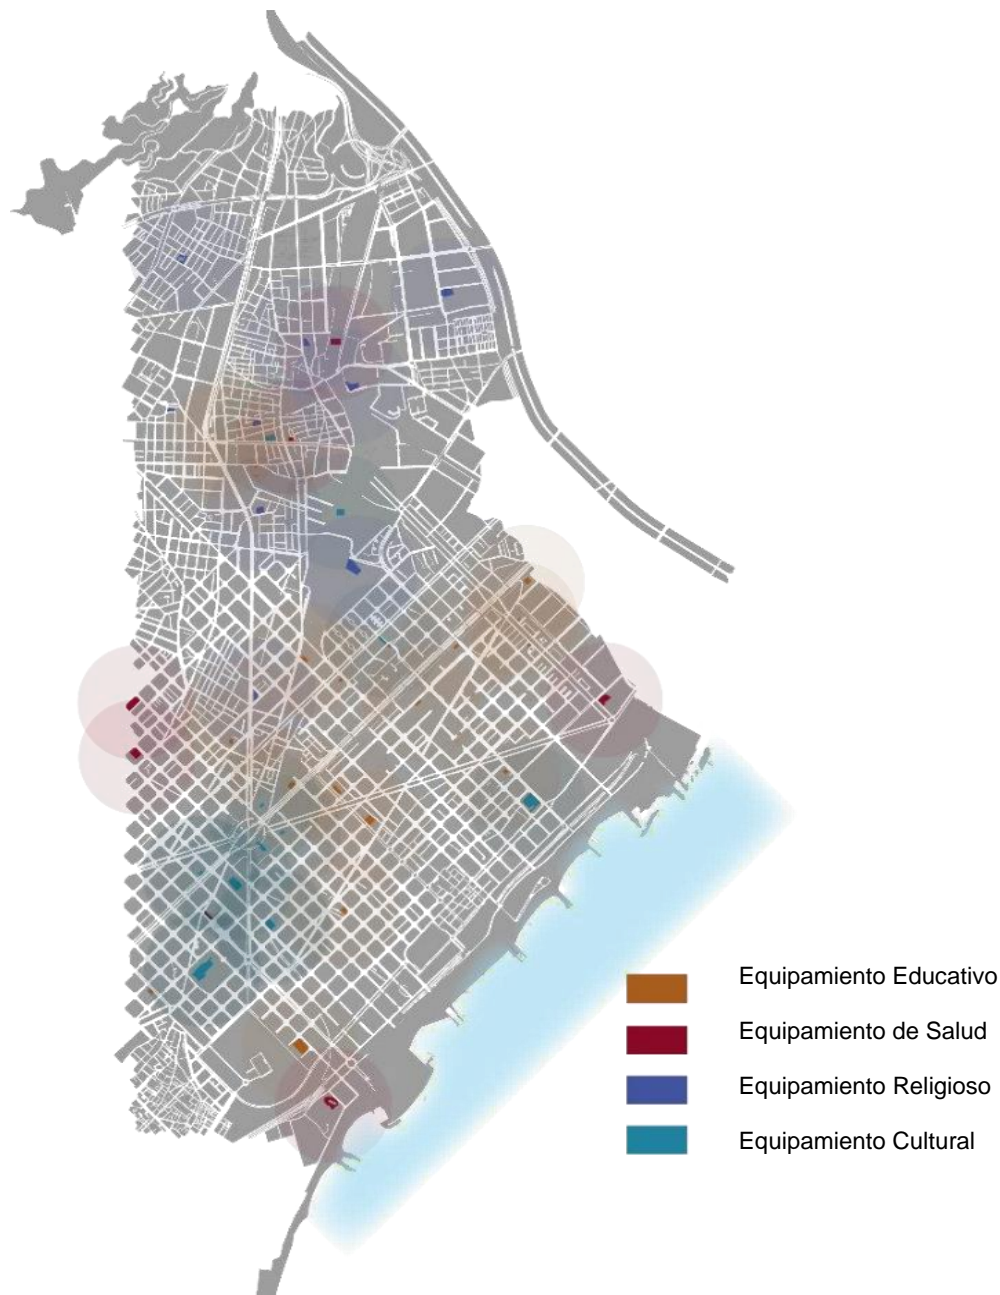 Equipamiento Educativo
Equipamiento de Salud
Equipamiento Religioso
Equipamiento Cultural